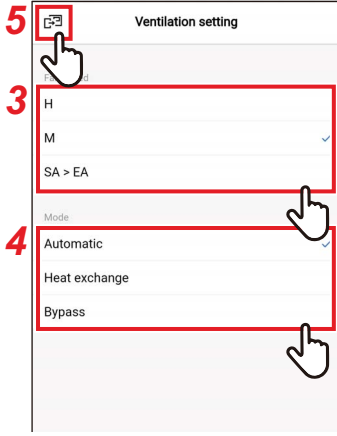 5
Ventilation setting
3
H
M
SA > EA
Mode
4
Automatic
Heat exchange
Bypass